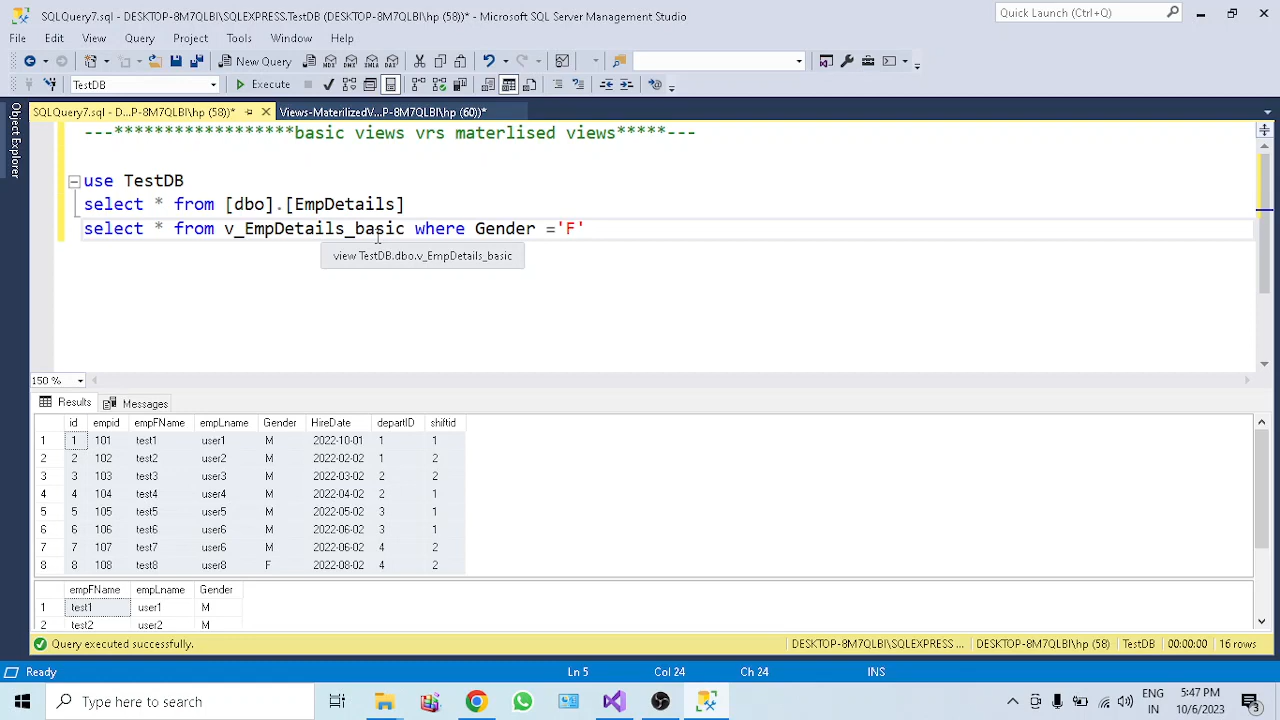 SQLQuery7.sql - DESKTOP-8M7QLBI\SQLEXPRESS.TestDB (DESKTOP-8M7QLBI\hp (58))* - Microsoft SQL Server Management Studio
Quick Launch (Ctrl+Q)
File Edit View Query Project Tools Window Help
New Query
MDX DMX XMLA DAX
TestDB Execute
SQLQuery7.sql - D...P-8M7QLBI\hp (58))* Views-MaterilizedV...P-8M7QLBI\hp (60))*
Object Explorer
---******************basic views vrs materlised views*****---
use TestDB
select * from [dbo].[EmpDetails]
select * from v_EmpDetails_basic where Gender ='F'
view TestDB.dbo.v_EmpDetails_basic
150 %
Results Messages
id empid empFName empLname Gender HireDate departID shiftid
1 1 101 test1 user1 M 2022-10-01 1 1
2 2 102 test2 user2 M 2022-02-02 1 2
3 3 103 test3 user3 M 2022-03-02 2 2
4 4 104 test4 user4 M 2022-04-02 2 1
5 5 105 test5 user5 M 2022-05-02 3 1
6 6 106 test6 user6 M 2022-06-02 3 1
7 7 107 test7 user6 M 2022-06-02 4 2
8 8 108 test8 user8 F 2022-08-02 4 2
empFName empLname Gender
1 test1 user1 M
2 test2 user2 M
Query executed successfully. DESKTOP-8M7QLBI\SQLEXPRESS ... DESKTOP-8M7QLBI\hp (58) TestDB 00:00:00 16 rows
Ready Ln 5 Col 24 Ch 24 INS
Type here to search
ENG 5:47 PM
IN 10/6/2023 3